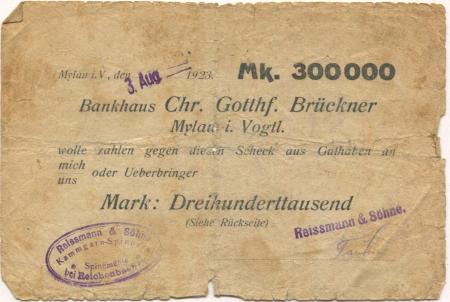 Mylau i. V., den 3. Aug. 1923. Mk. 300000
Bankhaus Chr. Gotthf. Brückner
Mylau i. Vogtl.
wolle zahlen gegen diesen Scheck aus Guthaben an
mich
uns oder Ueberbringer
Mark: Dreihunderttausend
(Siehe Rückseite)
Reissmann & Söhne
Kammgarn-Spinn
bei Reichenbach
Reissmann & Söhne.